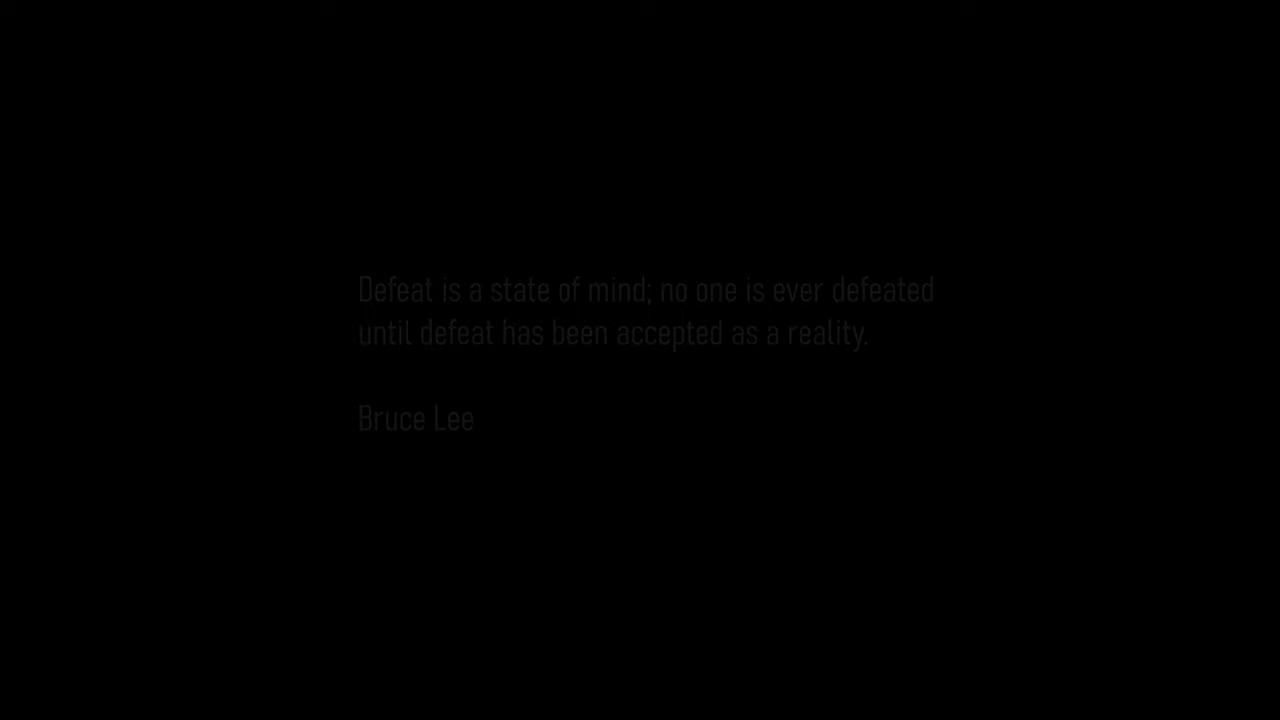 Defeat is a state of mind; no one is ever defeated
until defeat has been accepted as a reality.
Bruce Lee